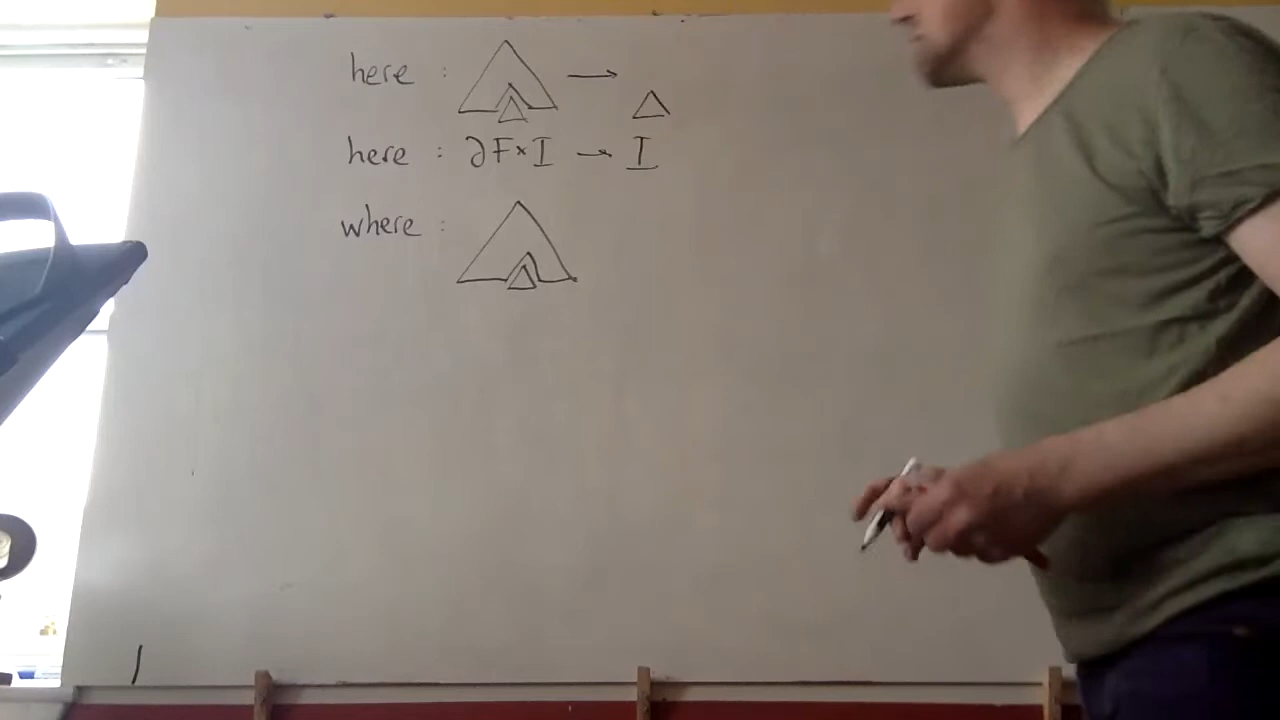 here : →
here : ∂F×I → I
where :